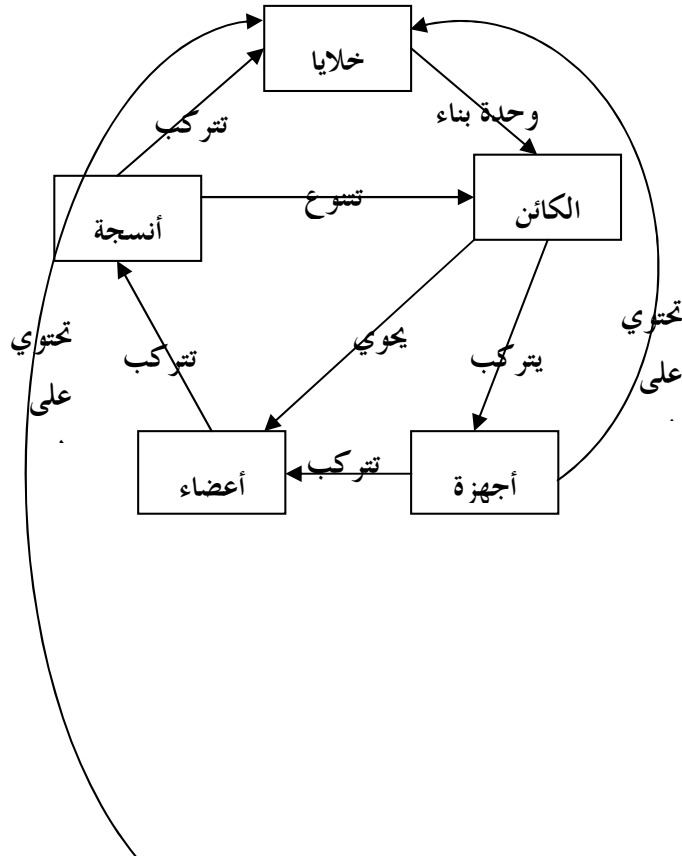 خلايا
وحدة بناء
تتركب
الكائن
تتنوع
أنسجة
تحتوي
على
يتركب
يحوي
تتركب
تحتوي
على
أجهزة
تتركب
أعضاء